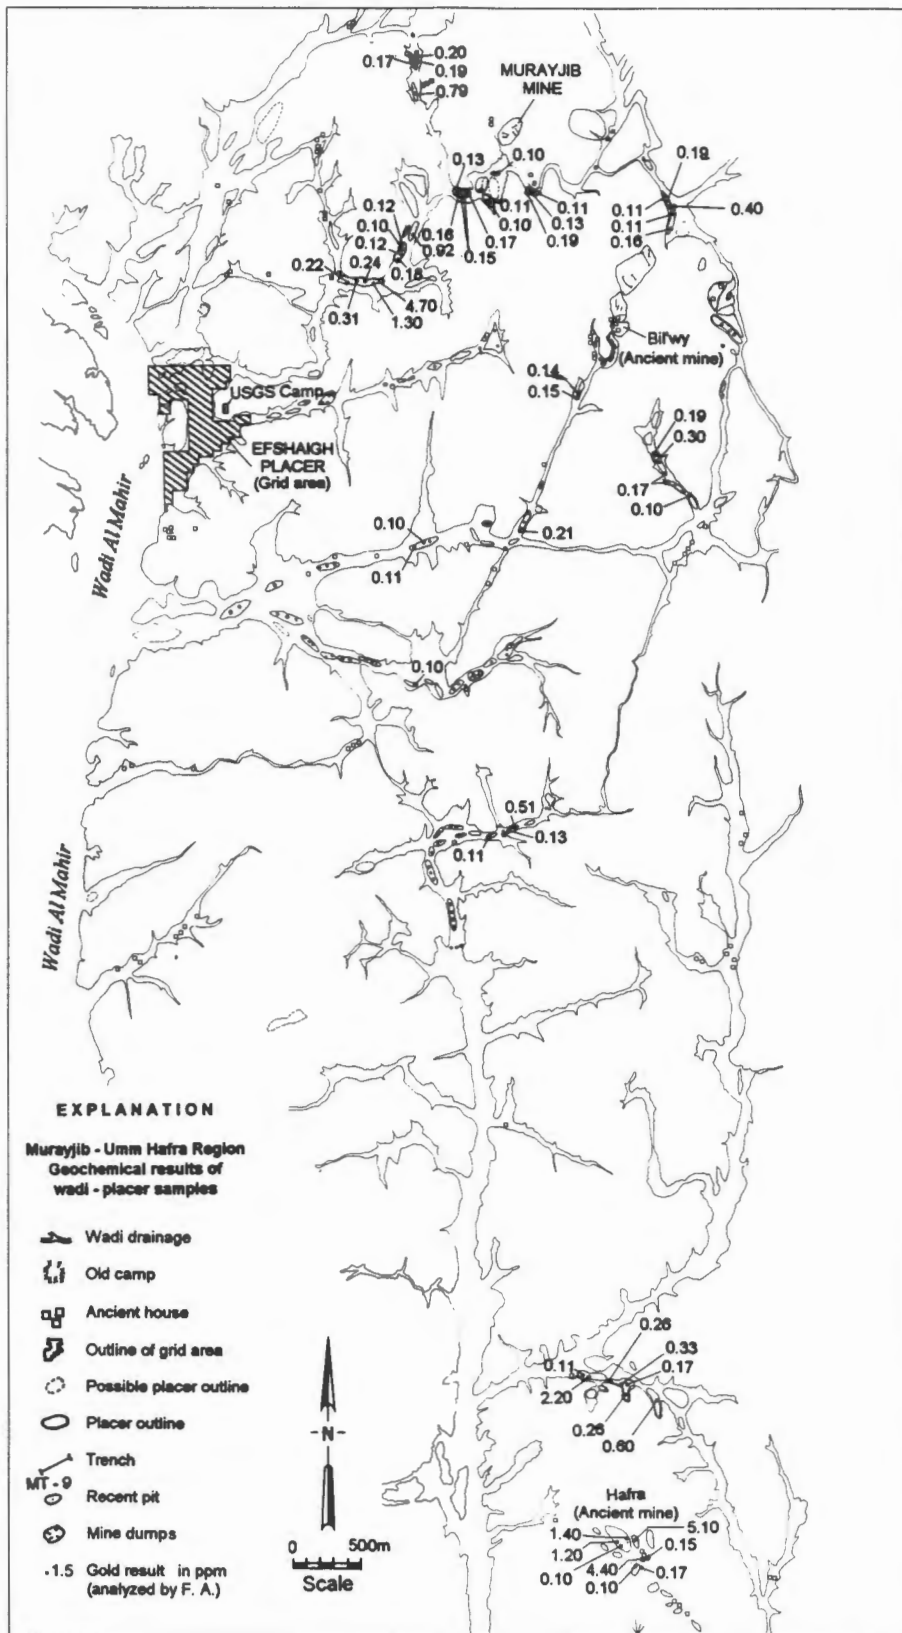 0.20
0.17
0.19
0.79
MURAYJIB
MINE
0.13
0.10
0.19
0.12
0.10
0.12
0.16
0.92
0.18
0.17
0.15
0.11
0.10
0.11
0.13
0.19
0.11
0.40
0.11
0.16
0.22
0.24
0.31
4.70
1.30
Bil'wy
(Ancient mine)
0.14
0.15
USGS Camp
EFSHAIGH
PLACER
(Grid area)
0.19
0.30
0.17
0.10
Wadi Al Mahir
0.10
0.11
0.21
0.10
0.51
0.11
0.13
Wadi Al Mahir
EXPLANATION
Murayjib - Umm Hafra Region
Geochemical results of
wadi - placer samples
Wadi drainage
Old camp
Ancient house
Outline of grid area
Possible placer outline
Placer outline
Trench
MT - 9
Recent pit
Mine dumps
.1.5 Gold result in ppm
(analyzed by F. A.)
-N-
0 500m
Scale
0.26
0.33
0.11
0.17
2.20
0.26
0.60
Hafra
(Ancient mine)
1.40
5.10
1.20
0.15
0.10
4.40
0.17
0.10